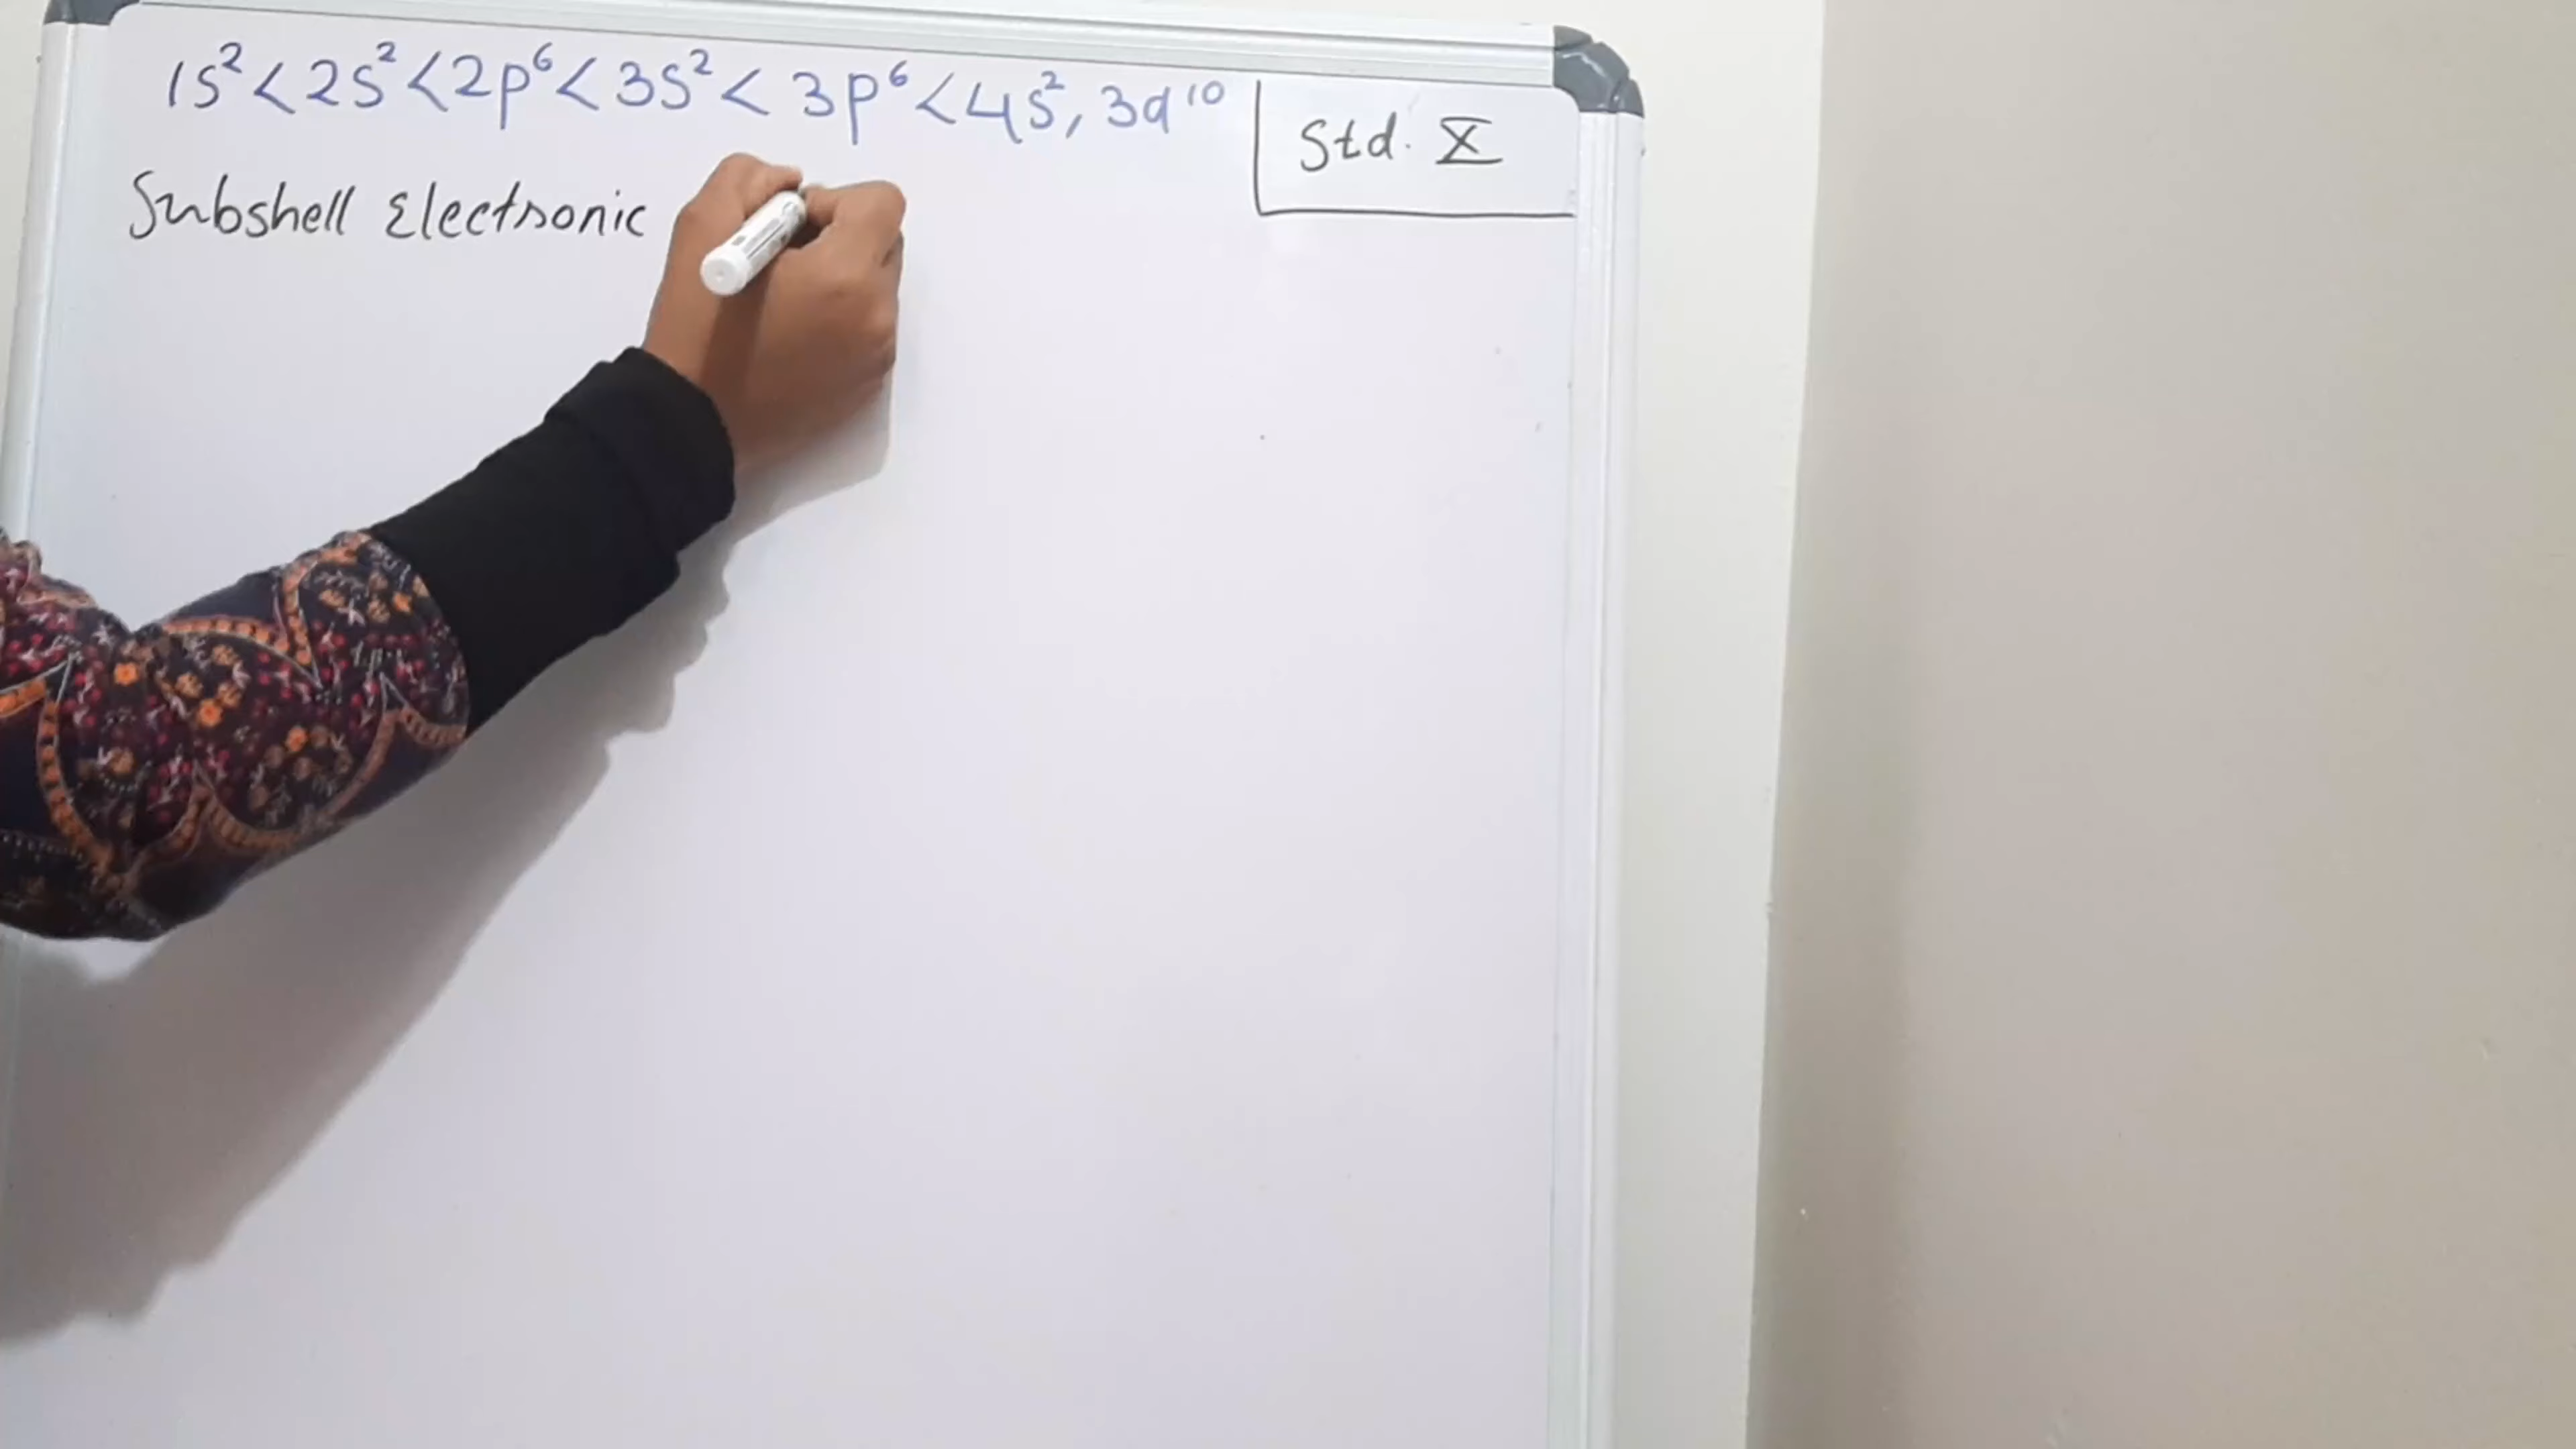 1s² < 2s² < 2p⁶ < 3s² < 3p⁶ < 4s², 3d¹⁰
Std. X
Subshell Electronic